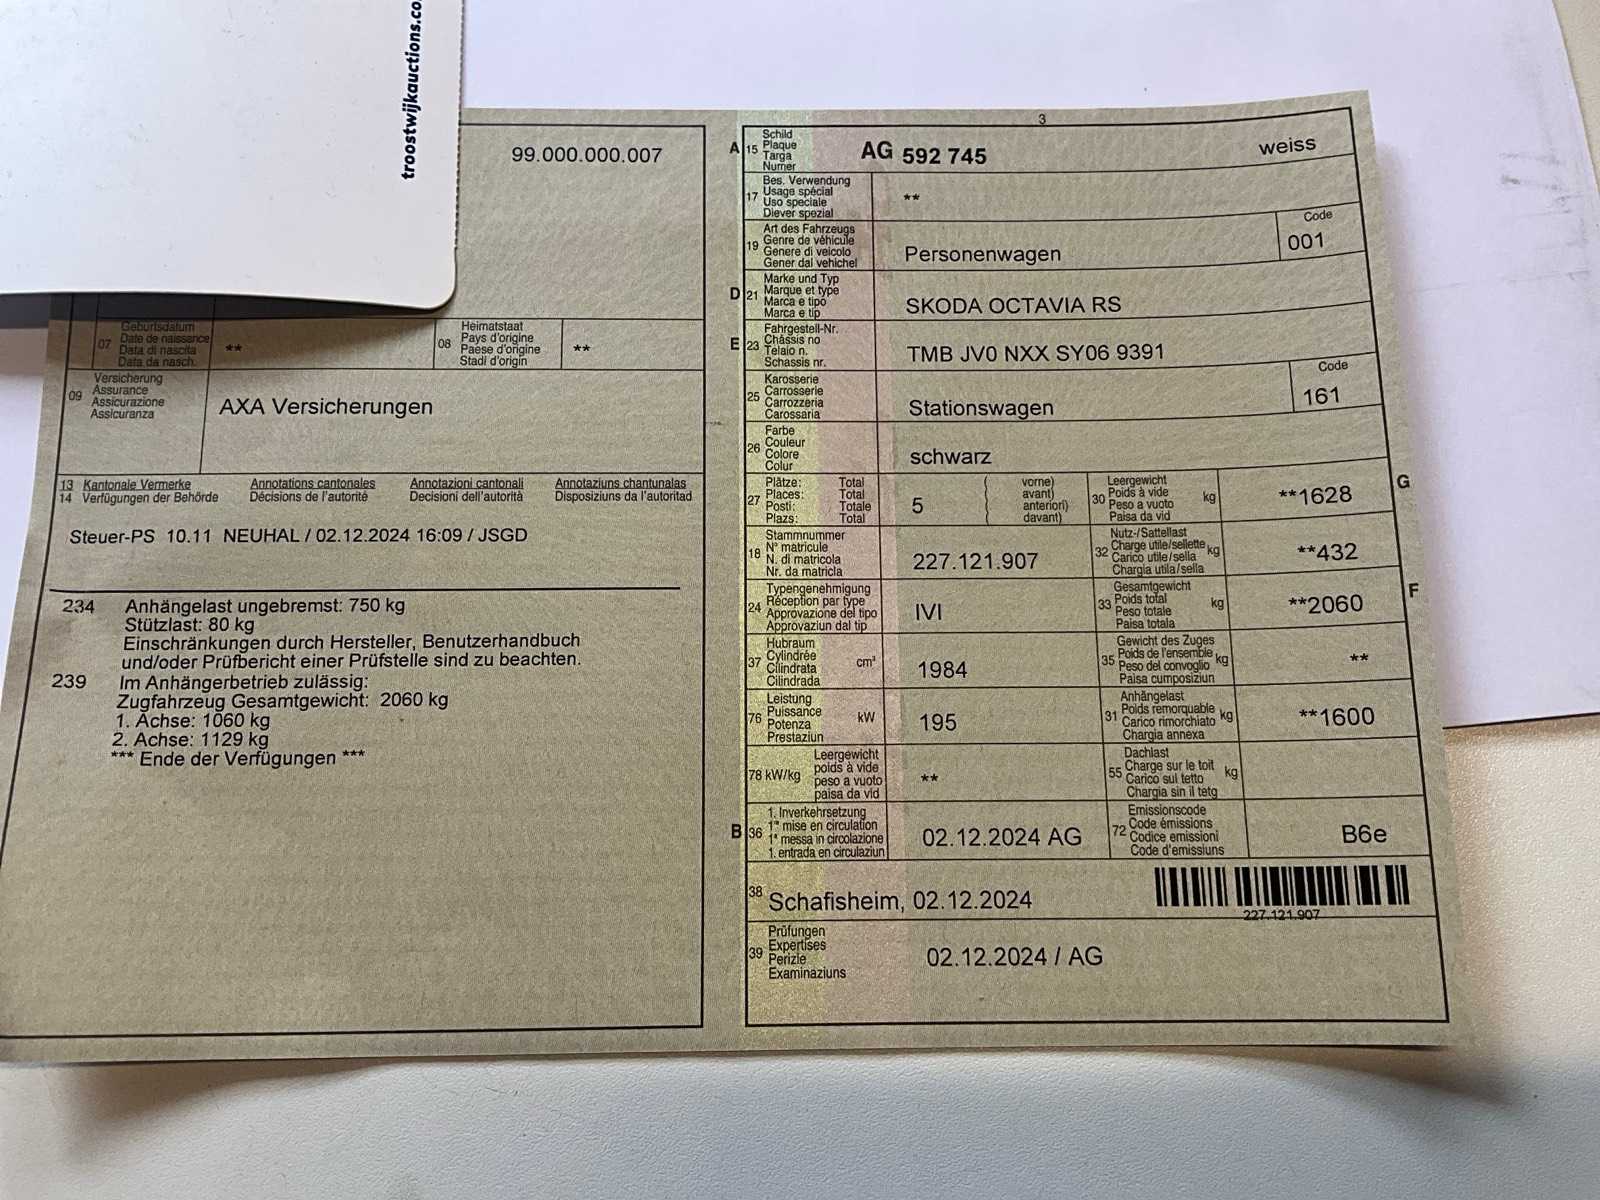 troostwijkauctions.co
99.000.000.007
07 Geburtsdatum
Date de naissance
Data di nascita
Data da nasch.
**
08 Heimatstaat
Pays d'origine
Paese d'origine
Stadi d'origin
**
09 Versicherung
Assurance
Assicurazione
Assicuranza
AXA Versicherungen
13 Kantonale Vermerke Annotations cantonales Annotazioni cantonali Annotaziuns chantunalas
14 Verfügungen der Behörde Décisions de l'autorité Decisioni dell'autorità Disposiziuns da l'autoritad
Steuer-PS 10.11 NEUHAL / 02.12.2024 16:09 / JSGD
234 Anhängelast ungebremst: 750 kg
Stützlast: 80 kg
Einschränkungen durch Hersteller, Benutzerhandbuch
und/oder Prüfbericht einer Prüfstelle sind zu beachten.
239 Im Anhängerbetrieb zulässig:
Zugfahrzeug Gesamtgewicht: 2060 kg
1. Achse: 1060 kg
2. Achse: 1129 kg
*** Ende der Verfügungen ***
3
A 15 Schild
Plaque
Targa
Numer
AG 592 745 weiss
17 Bes. Verwendung
Usage spécial
Uso speciale
Diever spezial
**
19 Art des Fahrzeugs
Genre de véhicule
Genere di veicolo
Gener dal vehichel
Personenwagen
Code
001
D 21 Marke und Typ
Marque et type
Marca e tipo
Marca e tip
SKODA OCTAVIA RS
E 23 Fahrgestell-Nr.
Châssis no
Telaio n.
Schassis nr.
TMB JV0 NXX SY06 9391
25 Karosserie
Carrosserie
Carrozzeria
Carossaria
Stationswagen
Code
161
26 Farbe
Couleur
Colore
Colur
schwarz
27 Plätze: Total
Places: Total
Posti: Totale
Plazs: Total
5
( vorne)
( avant)
( anteriori)
( davant)
30 Leergewicht
Poids à vide
Peso a vuoto
Paisa da vid
kg
**1628
G
18 Stammnummer
N° matricule
N. di matricola
Nr. da matricla
227.121.907
32 Nutz-/Sattellast
Charge utile/sellette
Carico utile/sella
Chargia utila/sella
kg
**432
24 Typengenehmigung
Réception par type
Approvazione del tipo
Approvaziun dal tip
IVI
33 Gesamtgewicht
Poids total
Peso totale
Paisa totala
kg
**2060
F
37 Hubraum
Cylindrée
Cilindrata
Cilindrada
cm³
1984
35 Gewicht des Zuges
Poids de l'ensemble
Peso del convoglio
Paisa cumposiziun
kg
**
76 Leistung
Puissance
Potenza
Prestaziun
kW
195
31 Anhängelast
Poids remorquable
Carico rimorchiato
Chargia annexa
kg
**1600
78 kW/kg
Leergewicht
poids à vide
peso a vuoto
paisa da vid
**
55 Dachlast
Charge sur le toit
Carico sul tetto
Chargia sin il tetg
kg
B 36 1. Inverkehrsetzung
1re mise en circulation
1a messa in circolazione
1. entrada en circulaziun
02.12.2024 AG
72 Emissionscode
Code émissions
Codice emissioni
Code d'emissiuns
B6e
38 Schafisheim, 02.12.2024
227.121.907
39 Prüfungen
Expertises
Perizie
Examinaziuns
02.12.2024 / AG